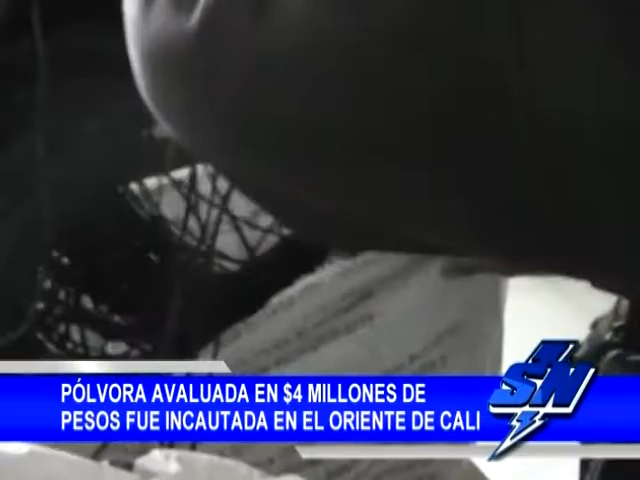 PÓLVORA AVALUADA EN $4 MILLONES DE
PESOS FUE INCAUTADA EN EL ORIENTE DE CALI
SN